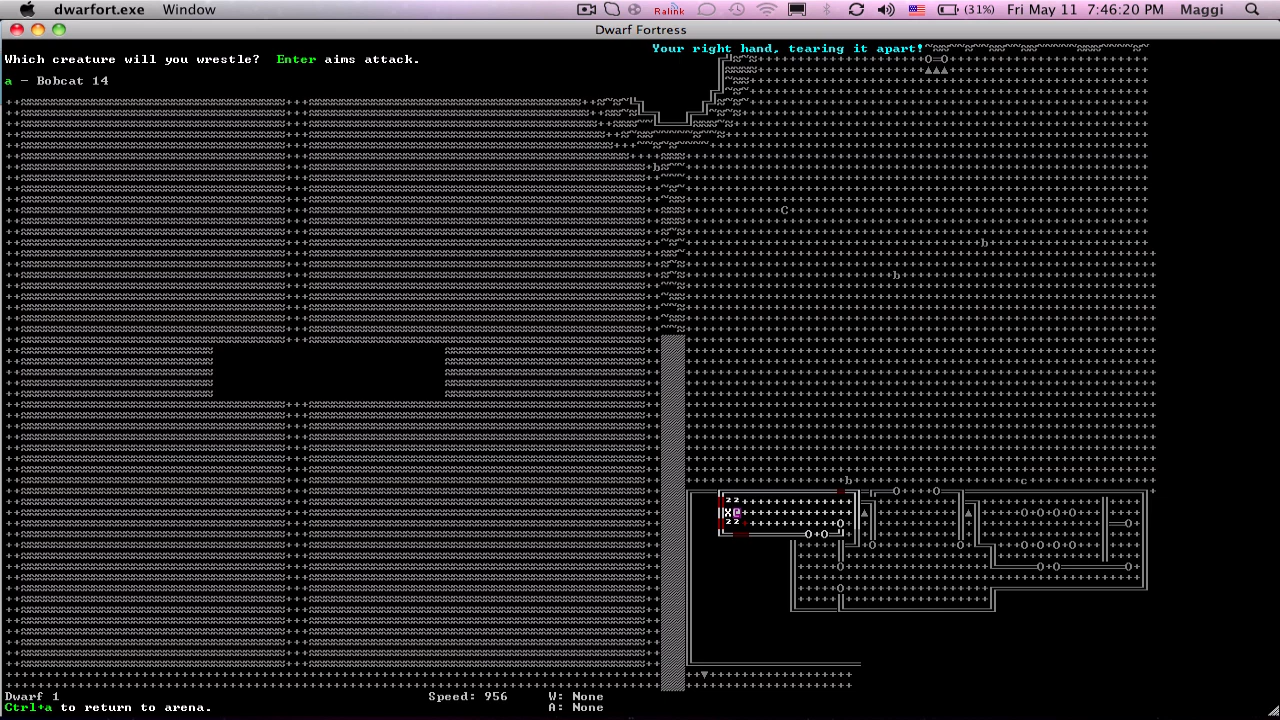 dwarfort.exe Window Ralink (31%) Fri May 11 7:46:20 PM Maggi
Dwarf Fortress
Your right hand, tearing it apart!
Which creature will you wrestle? Enter aims attack.
a - Bobcat 14
Dwarf 1 Speed: 956 W: None
Ctrl+a to return to arena. A: None